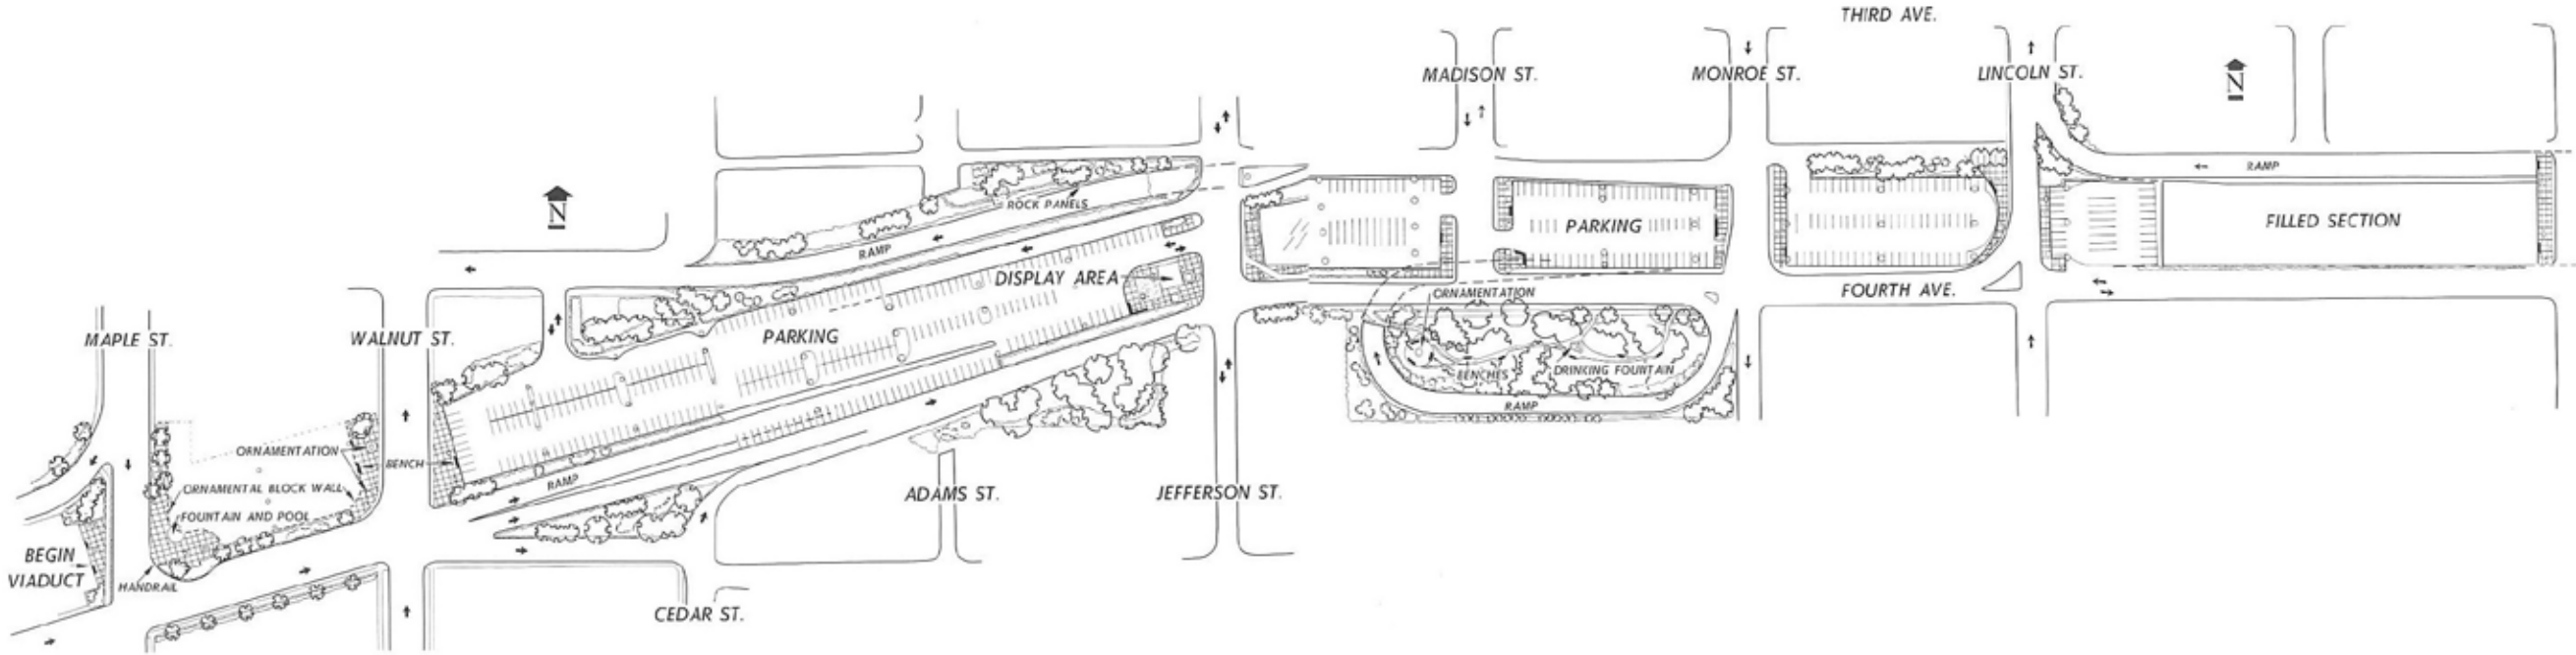 THIRD AVE.
MADISON ST.
MONROE ST.
LINCOLN ST.
N
RAMP
ROCK PANELS
N
RAMP
FILLED SECTION
PARKING
DISPLAY AREA
FOURTH AVE.
ORNAMENTATION
MAPLE ST.
WALNUT ST.
PARKING
BENCHES
DRINKING FOUNTAIN
RAMP
ORNAMENTATION
BENCH
RAMP
ORNAMENTAL BLOCK WALL
ADAMS ST.
JEFFERSON ST.
FOUNTAIN AND POOL
BEGIN
VIADUCT
HANDRAIL
CEDAR ST.